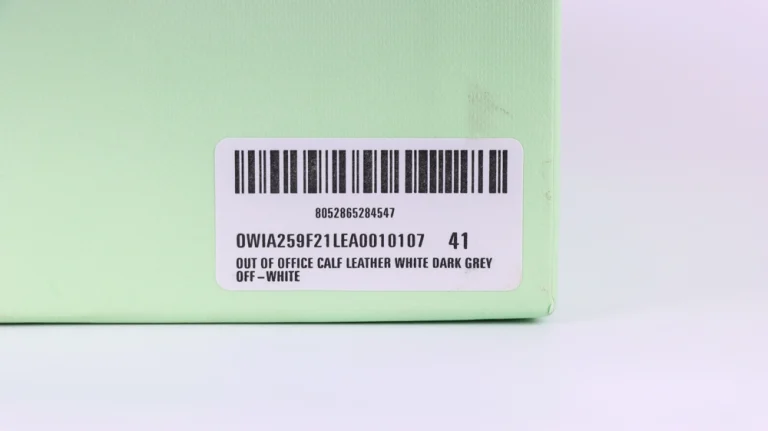 8052865284547
OWIA259F21LEA0010107 41
OUT OF OFFICE CALF LEATHER WHITE DARK GREY
OFF-WHITE